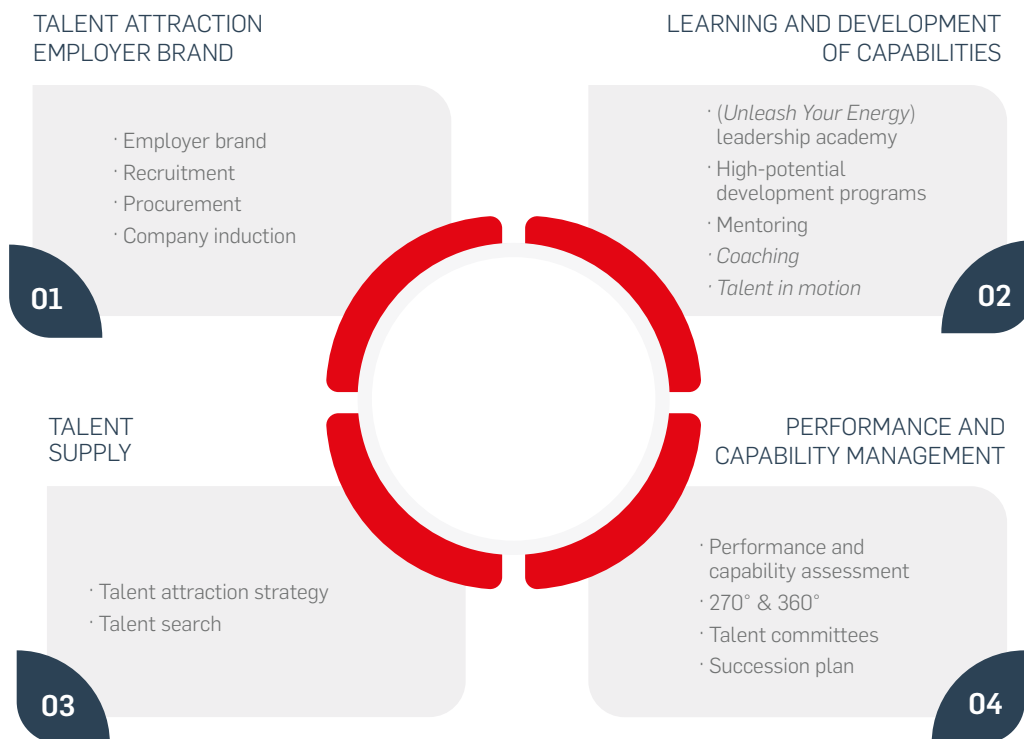 TALENT ATTRACTION
EMPLOYER BRAND
· Employer brand
· Recruitment
· Procurement
· Company induction
01
LEARNING AND DEVELOPMENT
OF CAPABILITIES
· (Unleash Your Energy)
leadership academy
· High-potential
development programs
· Mentoring
· Coaching
· Talent in motion
02
TALENT
SUPPLY
· Talent attraction strategy
· Talent search
03
PERFORMANCE AND
CAPABILITY MANAGEMENT
· Performance and
capability assessment
· 270° & 360°
· Talent committees
· Succession plan
04